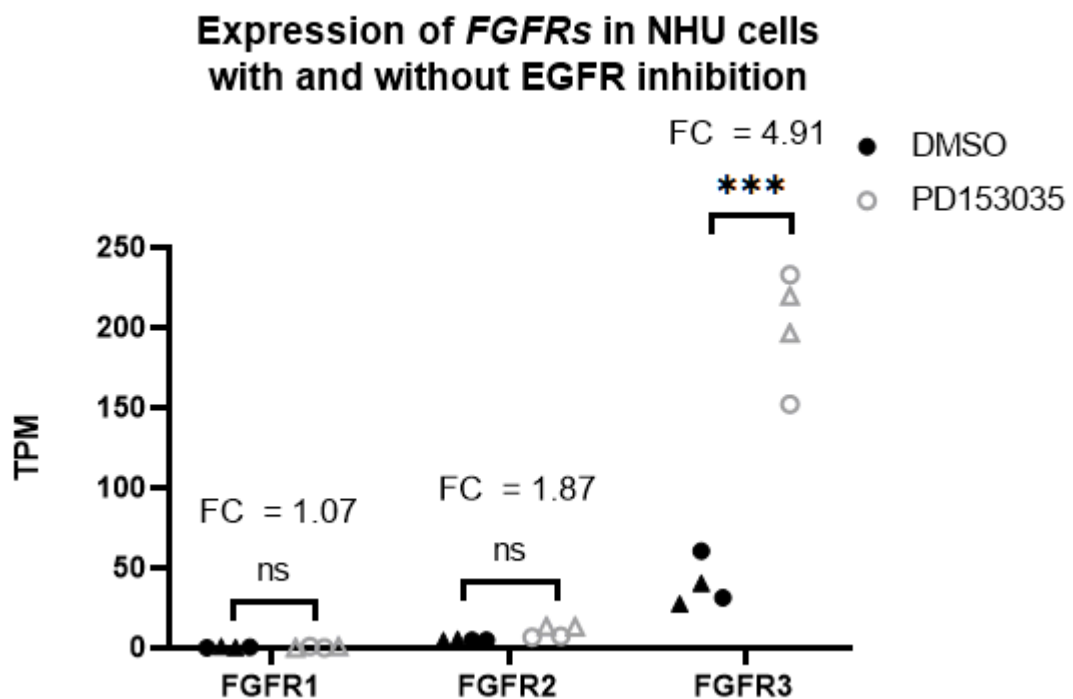 Expression of FGFRs in NHU cells
with and without EGFR inhibition
FC = 4.91
***
DMSO
PD153035
250
200
150
100
50
0
TPM
FC = 1.07
ns
FC = 1.87
ns
FGFR1
FGFR2
FGFR3